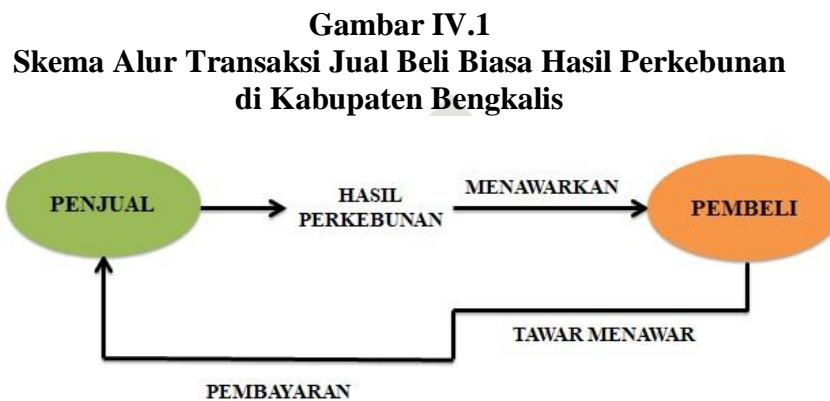 Gambar IV.1
Skema Alur Transaksi Jual Beli Biasa Hasil Perkebunan
di Kabupaten Bengkalis
PENJUAL
HASIL
PERKEBUNAN
MENAWARKAN
PEMBELI
TAWAR MENAWAR
PEMBAYARAN